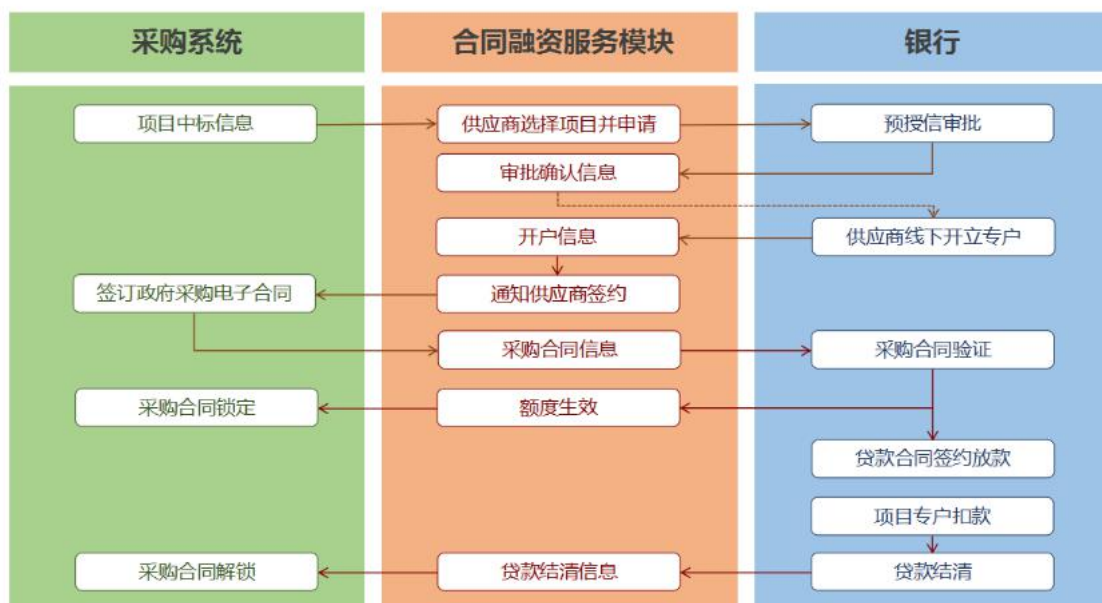 采购系统
合同融资服务模块
银行
项目中标信息
供应商选择项目并申请
预授信审批
审批确认信息
开户信息
供应商线下开立专户
签订政府采购电子合同
通知供应商签约
采购合同信息
采购合同验证
采购合同锁定
额度生效
贷款合同签约放款
项目专户扣款
采购合同解锁
贷款结清信息
贷款结清